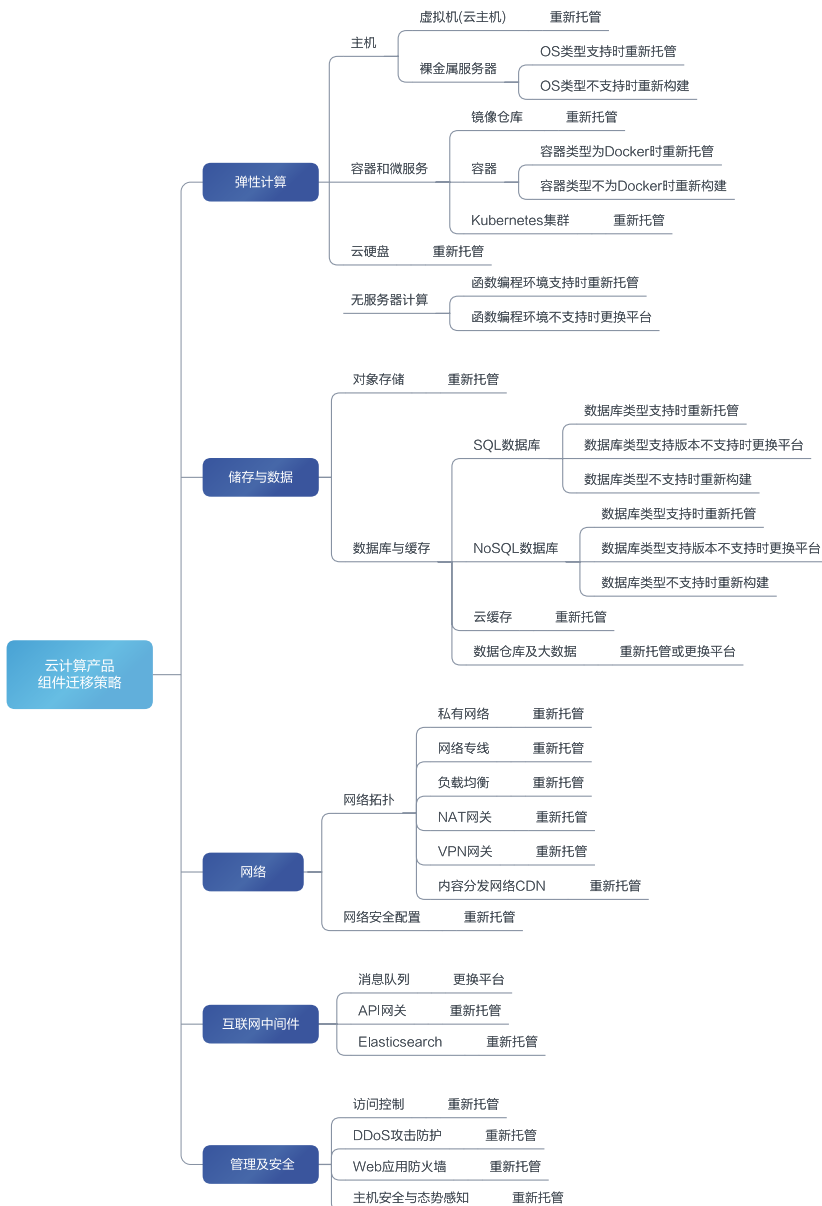 云计算产品
组件迁移策略
弹性计算
主机
虚拟机(云主机) 重新托管
裸金属服务器
OS类型支持时重新托管
OS类型不支持时重新构建
容器和微服务
镜像仓库 重新托管
容器
容器类型为Docker时重新托管
容器类型不为Docker时重新构建
Kubernetes集群 重新托管
云硬盘 重新托管
无服务器计算
函数编程环境支持时重新托管
函数编程环境不支持时更换平台
储存与数据
对象存储 重新托管
数据库与缓存
SQL数据库
数据库类型支持时重新托管
数据库类型支持版本不支持时更换平台
数据库类型不支持时重新构建
NoSQL数据库
数据库类型支持时重新托管
数据库类型支持版本不支持时更换平台
数据库类型不支持时重新构建
云缓存 重新托管
数据仓库及大数据 重新托管或更换平台
网络
网络拓扑
私有网络 重新托管
网络专线 重新托管
负载均衡 重新托管
NAT网关 重新托管
VPN网关 重新托管
内容分发网络CDN 重新托管
网络安全配置 重新托管
互联网中间件
消息队列 更换平台
API网关 重新托管
Elasticsearch 重新托管
管理及安全
访问控制 重新托管
DDoS攻击防护 重新托管
Web应用防火墙 重新托管
主机安全与态势感知 重新托管